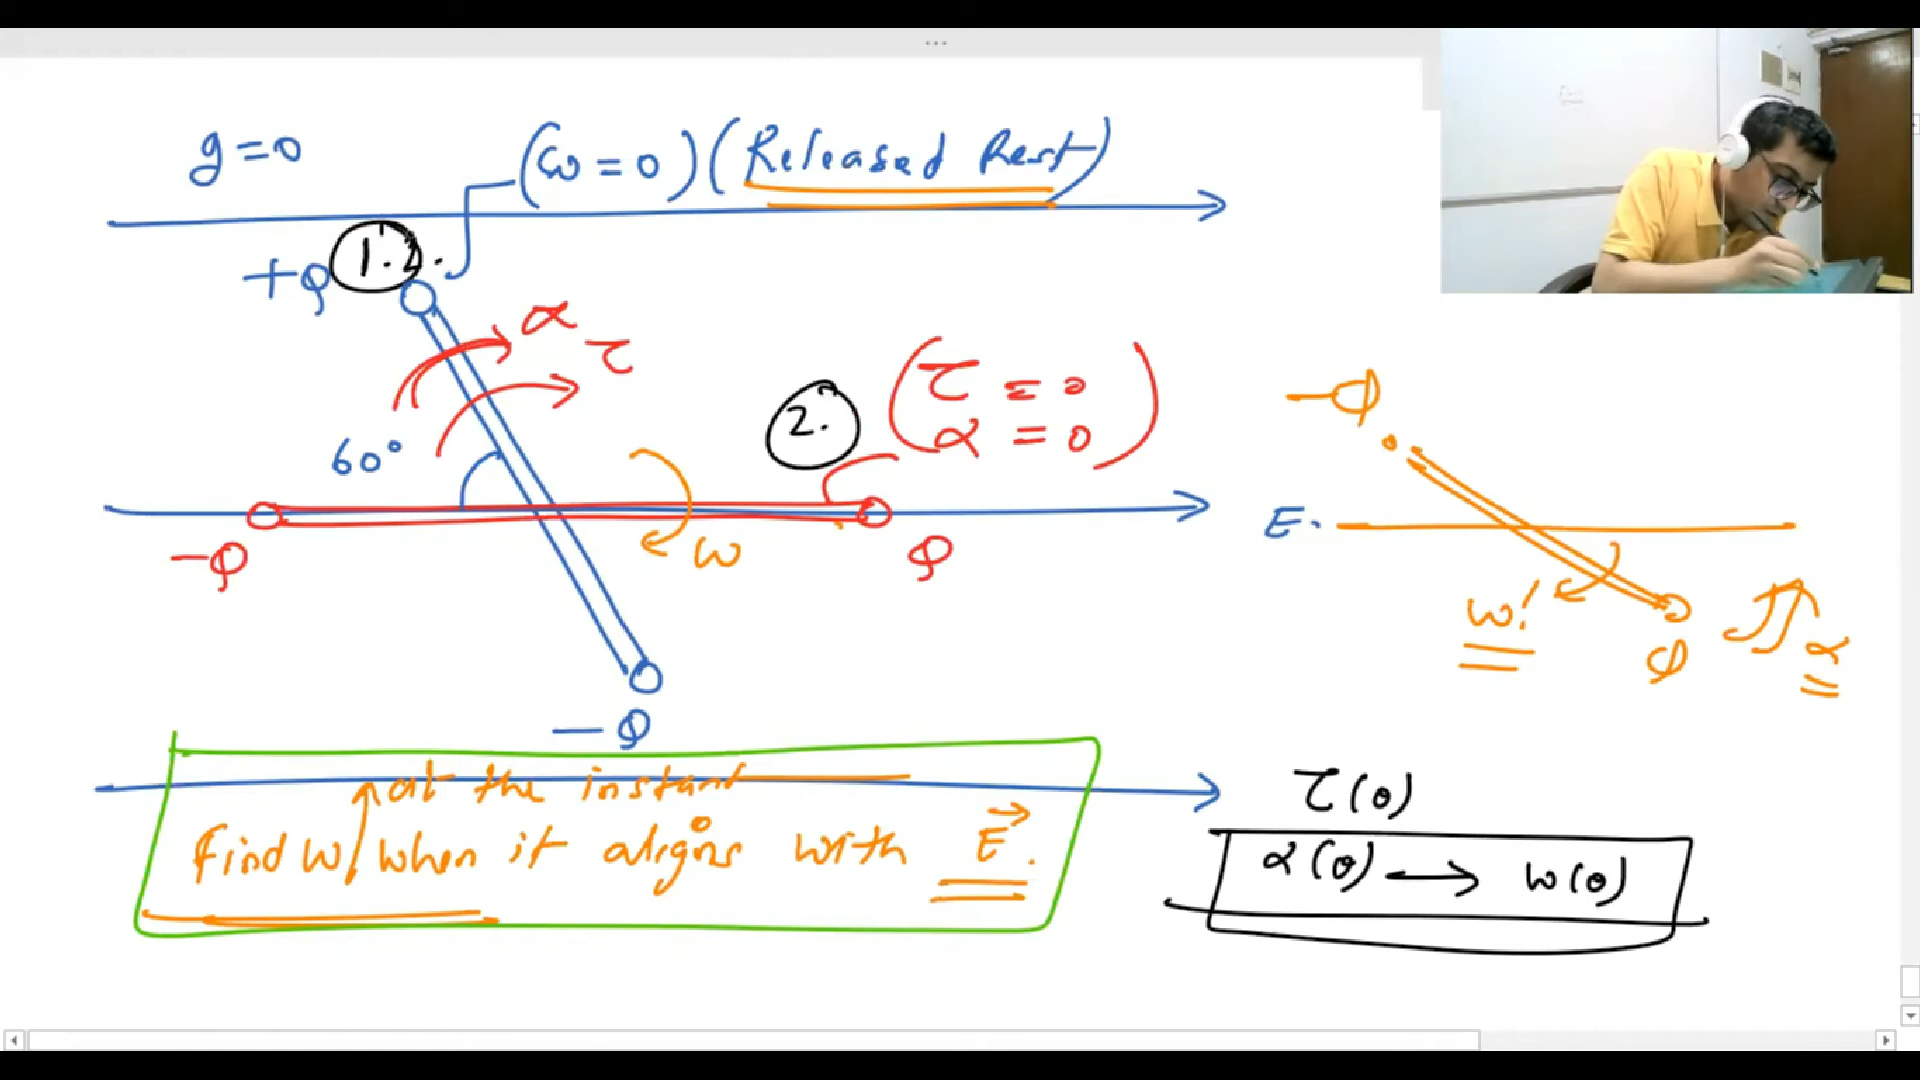 g=0
(ω=0)(Released Rest)
+Q
1.
α
τ
(τ = 0
α = 0)
2.
60°
-Q
ω
Q
-Q
E.
ω!
Q
α
-Q
at the instant
find ω when it aligns with E→.
τ(θ)
α(θ) → ω(θ)